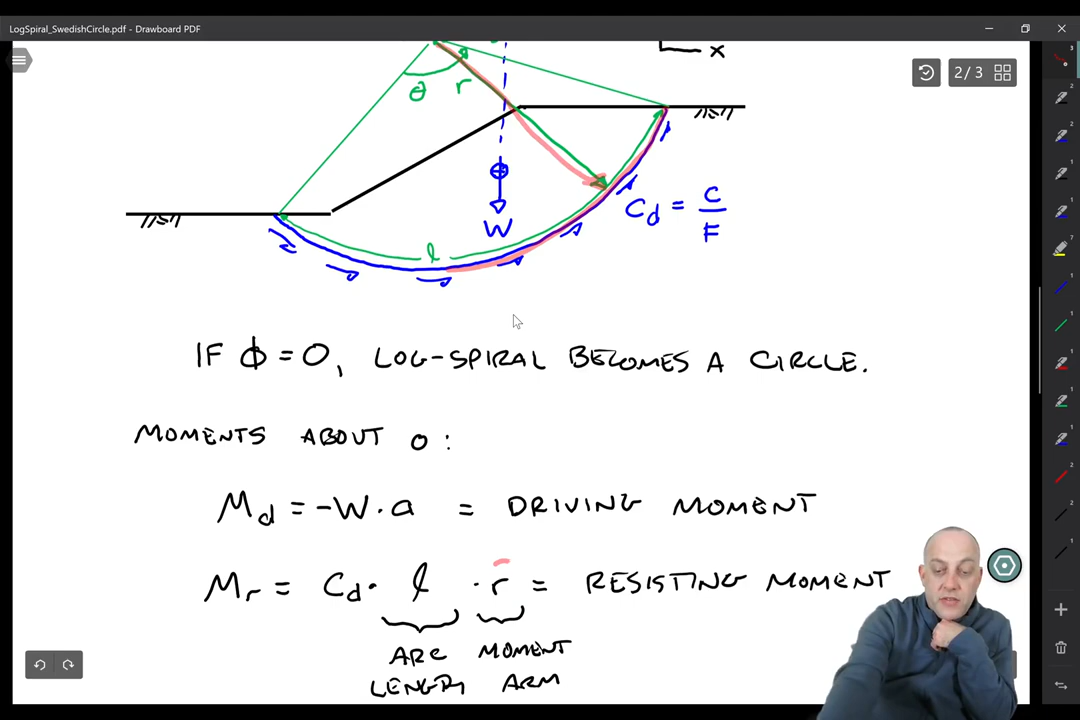 LogSpiral_SwedishCircle.pdf - Drawboard PDF
2/3
x
θ r
W
Cd = C/F
l
IF ϕ = 0, LOG-SPIRAL BECOMES A CIRCLE.
MOMENTS ABOUT O:
Md = -W · a = DRIVING MOMENT
Mr = Cd · l · r = RESISTING MOMENT
ARC MOMENT
LENGTH ARM